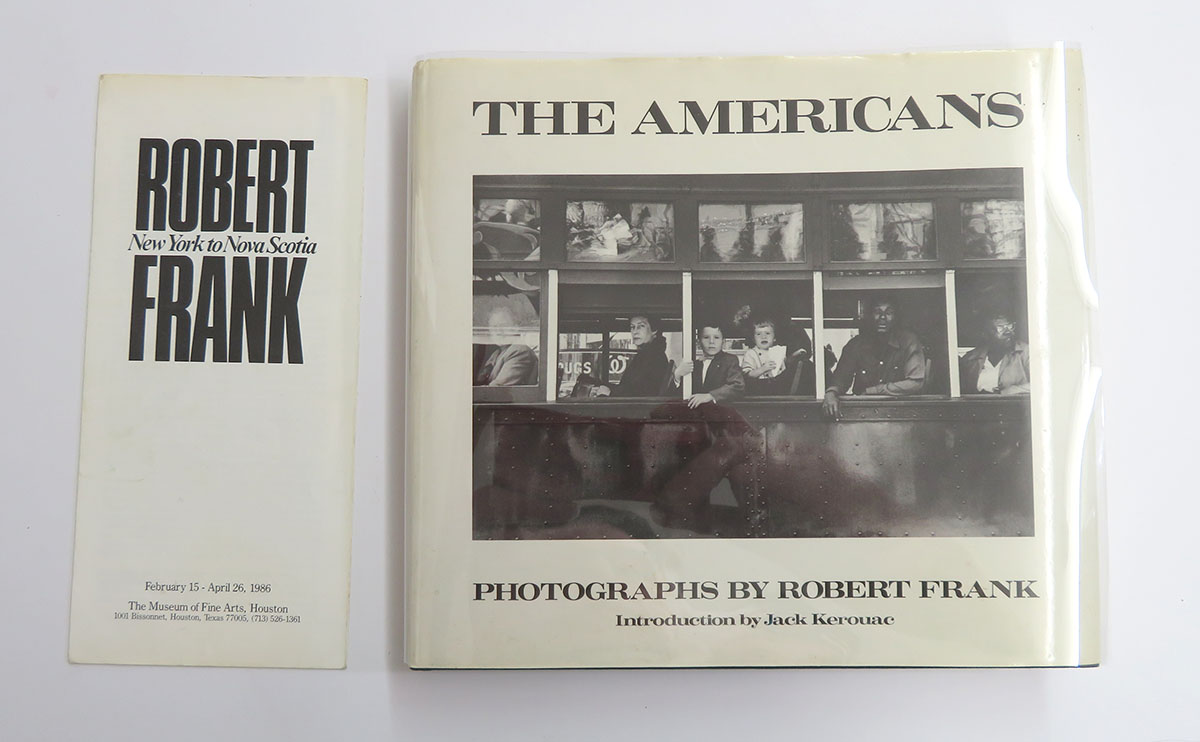 ROBERT
New York to Nova Scotia
FRANK
February 15 - April 26, 1986
The Museum of Fine Arts, Houston
1001 Bissonnet, Houston, Texas 77005, (713) 526-1361
THE AMERICANS
UGS
PHOTOGRAPHS BY ROBERT FRANK
Introduction by Jack Kerouac